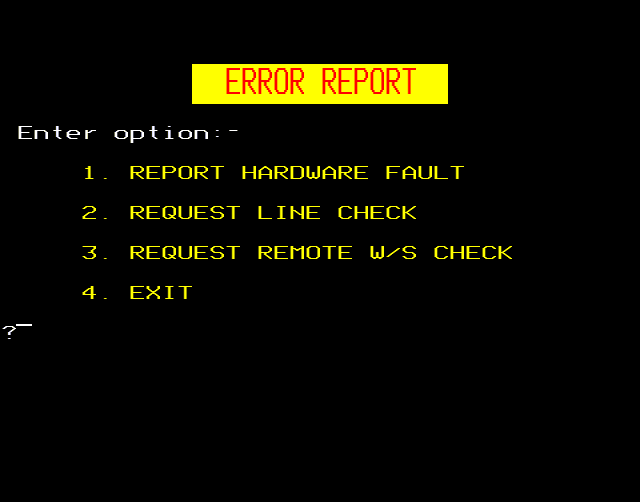 ERROR REPORT
Enter option:-
1. REPORT HARDWARE FAULT
2. REQUEST LINE CHECK
3. REQUEST REMOTE W/S CHECK
4. EXIT
?